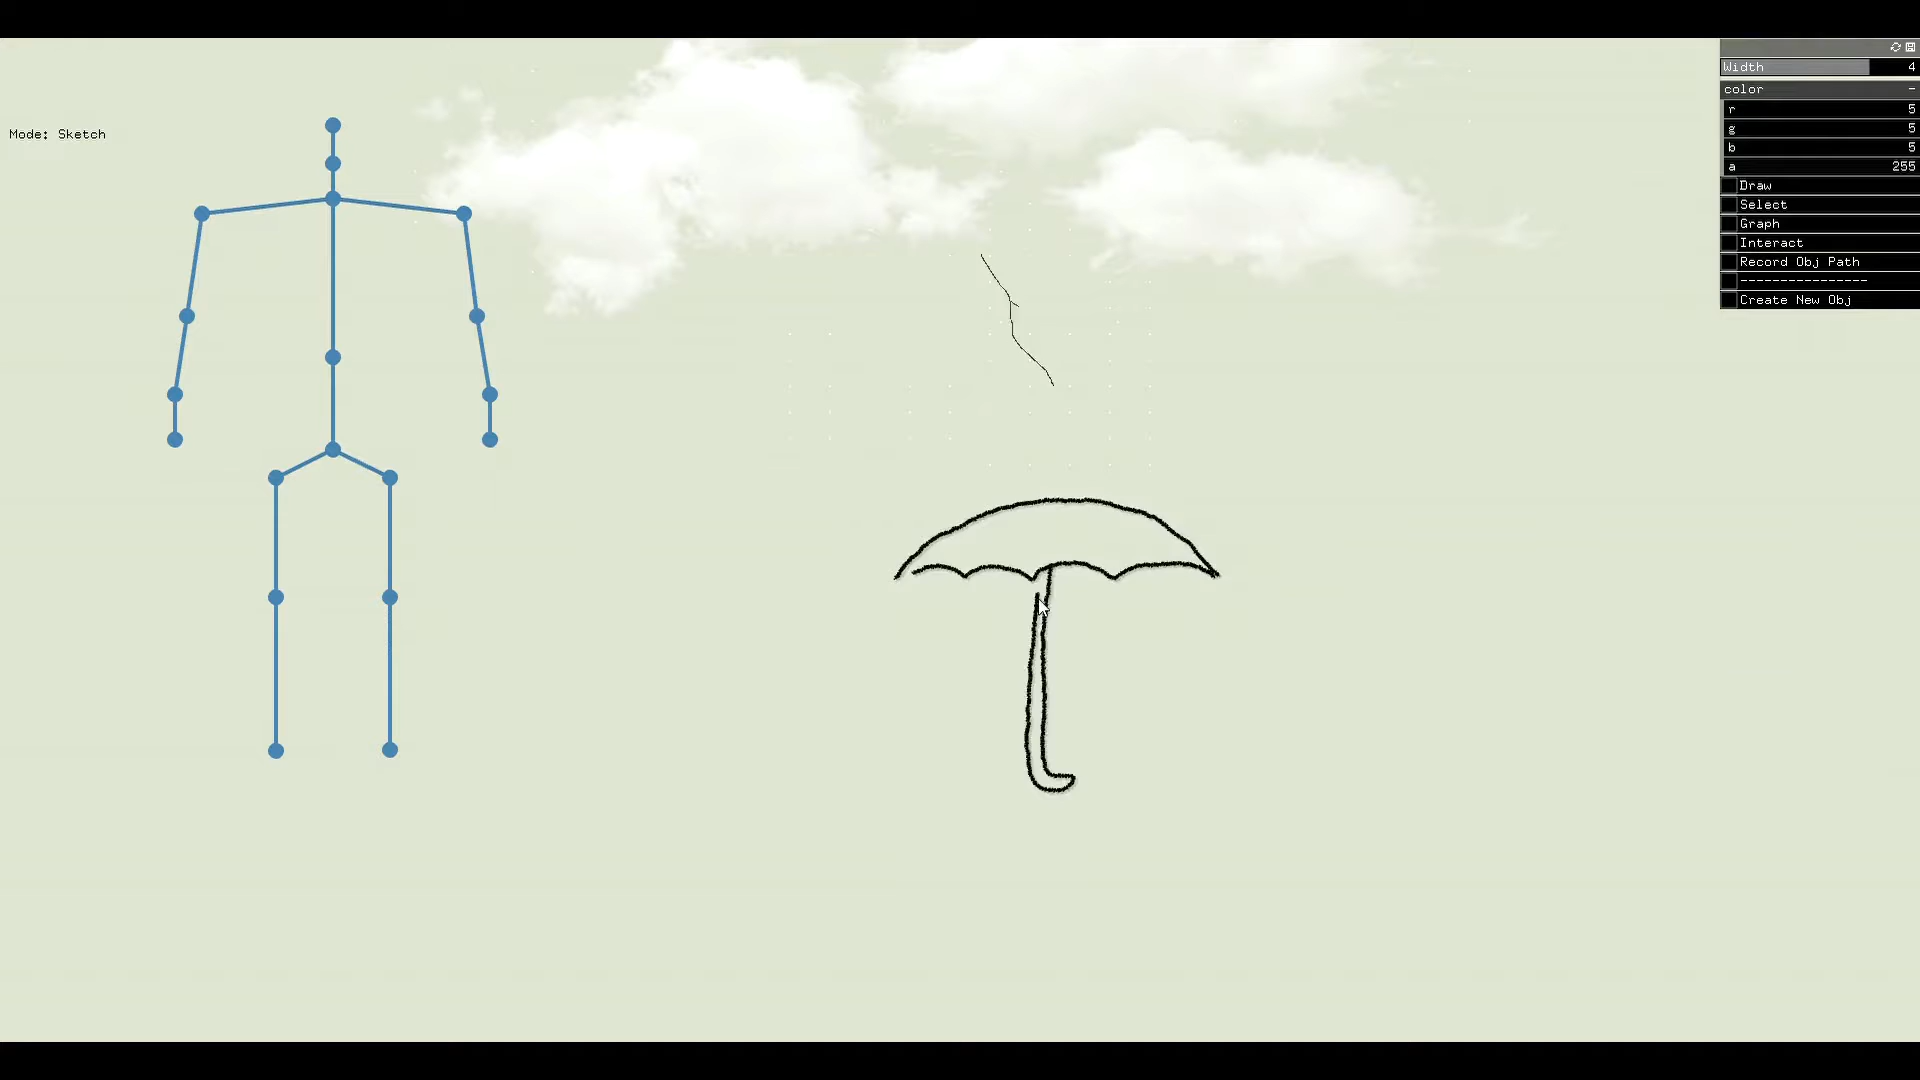 Mode: Sketch
Width 4
color -
r 5
g 5
b 5
a 255
Draw
Select
Graph
Interact
Record Obj Path
----------------
Create New Obj